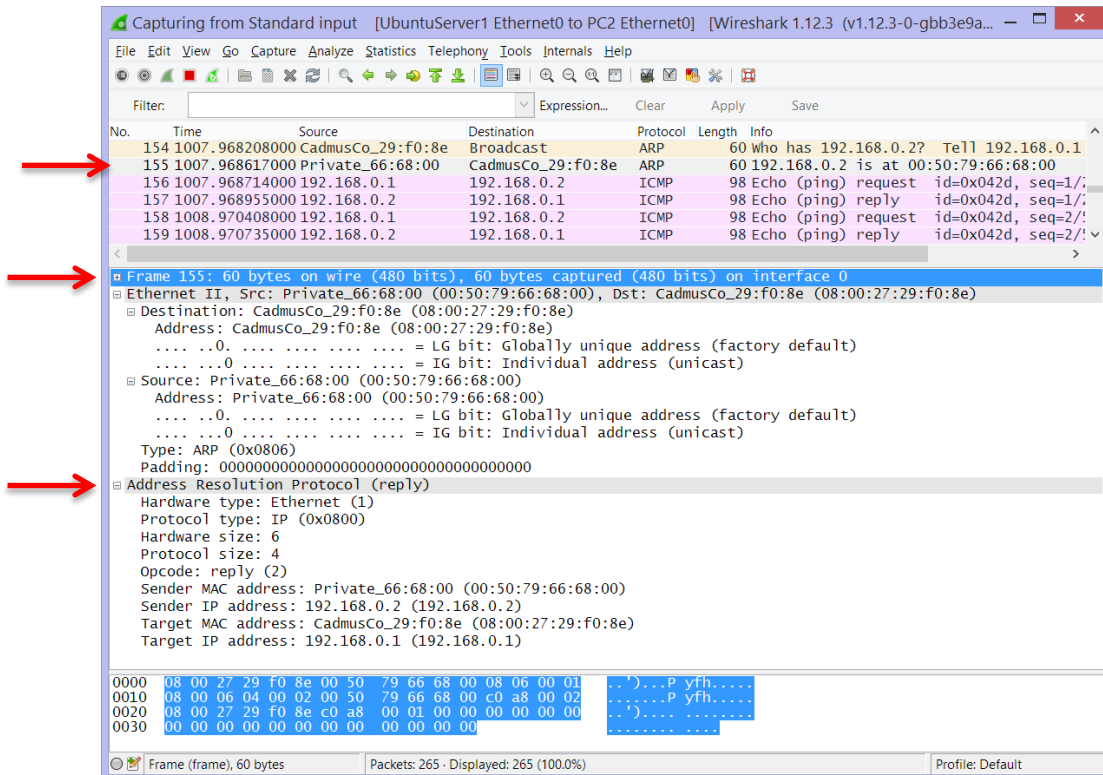 Capturing from Standard input [UbuntuServer1 Ethernet0 to PC2 Ethernet0] [Wireshark 1.12.3 (v1.12.3-0-gbb3e9a...
File Edit View Go Capture Analyze Statistics Telephony Tools Internals Help
Filter: Expression... Clear Apply Save
No. Time Source Destination Protocol Length Info
154 1007.968208000 CadmusCo_29:f0:8e Broadcast ARP 60 Who has 192.168.0.2? Tell 192.168.0.1
155 1007.968617000 Private_66:68:00 CadmusCo_29:f0:8e ARP 60 192.168.0.2 is at 00:50:79:66:68:00
156 1007.968714000 192.168.0.1 192.168.0.2 ICMP 98 Echo (ping) request id=0x042d, seq=1/
157 1007.968955000 192.168.0.2 192.168.0.1 ICMP 98 Echo (ping) reply id=0x042d, seq=1/
158 1008.970408000 192.168.0.1 192.168.0.2 ICMP 98 Echo (ping) request id=0x042d, seq=2/
159 1008.970735000 192.168.0.2 192.168.0.1 ICMP 98 Echo (ping) reply id=0x042d, seq=2/
Frame 155: 60 bytes on wire (480 bits), 60 bytes captured (480 bits) on interface 0
Ethernet II, Src: Private_66:68:00 (00:50:79:66:68:00), Dst: CadmusCo_29:f0:8e (08:00:27:29:f0:8e)
Destination: CadmusCo_29:f0:8e (08:00:27:29:f0:8e)
Address: CadmusCo_29:f0:8e (08:00:27:29:f0:8e)
.... ..0. .... .... .... .... = LG bit: Globally unique address (factory default)
.... ...0 .... .... .... .... = IG bit: Individual address (unicast)
Source: Private_66:68:00 (00:50:79:66:68:00)
Address: Private_66:68:00 (00:50:79:66:68:00)
.... ..0. .... .... .... .... = LG bit: Globally unique address (factory default)
.... ...0 .... .... .... .... = IG bit: Individual address (unicast)
Type: ARP (0x0806)
Padding: 000000000000000000000000000000000000
Address Resolution Protocol (reply)
Hardware type: Ethernet (1)
Protocol type: IP (0x0800)
Hardware size: 6
Protocol size: 4
Opcode: reply (2)
Sender MAC address: Private_66:68:00 (00:50:79:66:68:00)
Sender IP address: 192.168.0.2 (192.168.0.2)
Target MAC address: CadmusCo_29:f0:8e (08:00:27:29:f0:8e)
Target IP address: 192.168.0.1 (192.168.0.1)
0000 08 00 27 29 f0 8e 00 50 79 66 68 00 08 06 00 01 ..')...P yfh.....
0010 08 00 06 04 00 02 00 50 79 66 68 00 c0 a8 00 02 .......P yfh.....
0020 08 00 27 29 f0 8e c0 a8 00 01 00 00 00 00 00 00 ..').... ........
0030 00 00 00 00 00 00 00 00 00 00 00 00 ........ ....
Frame (frame), 60 bytes Packets: 265 · Displayed: 265 (100.0%) Profile: Default